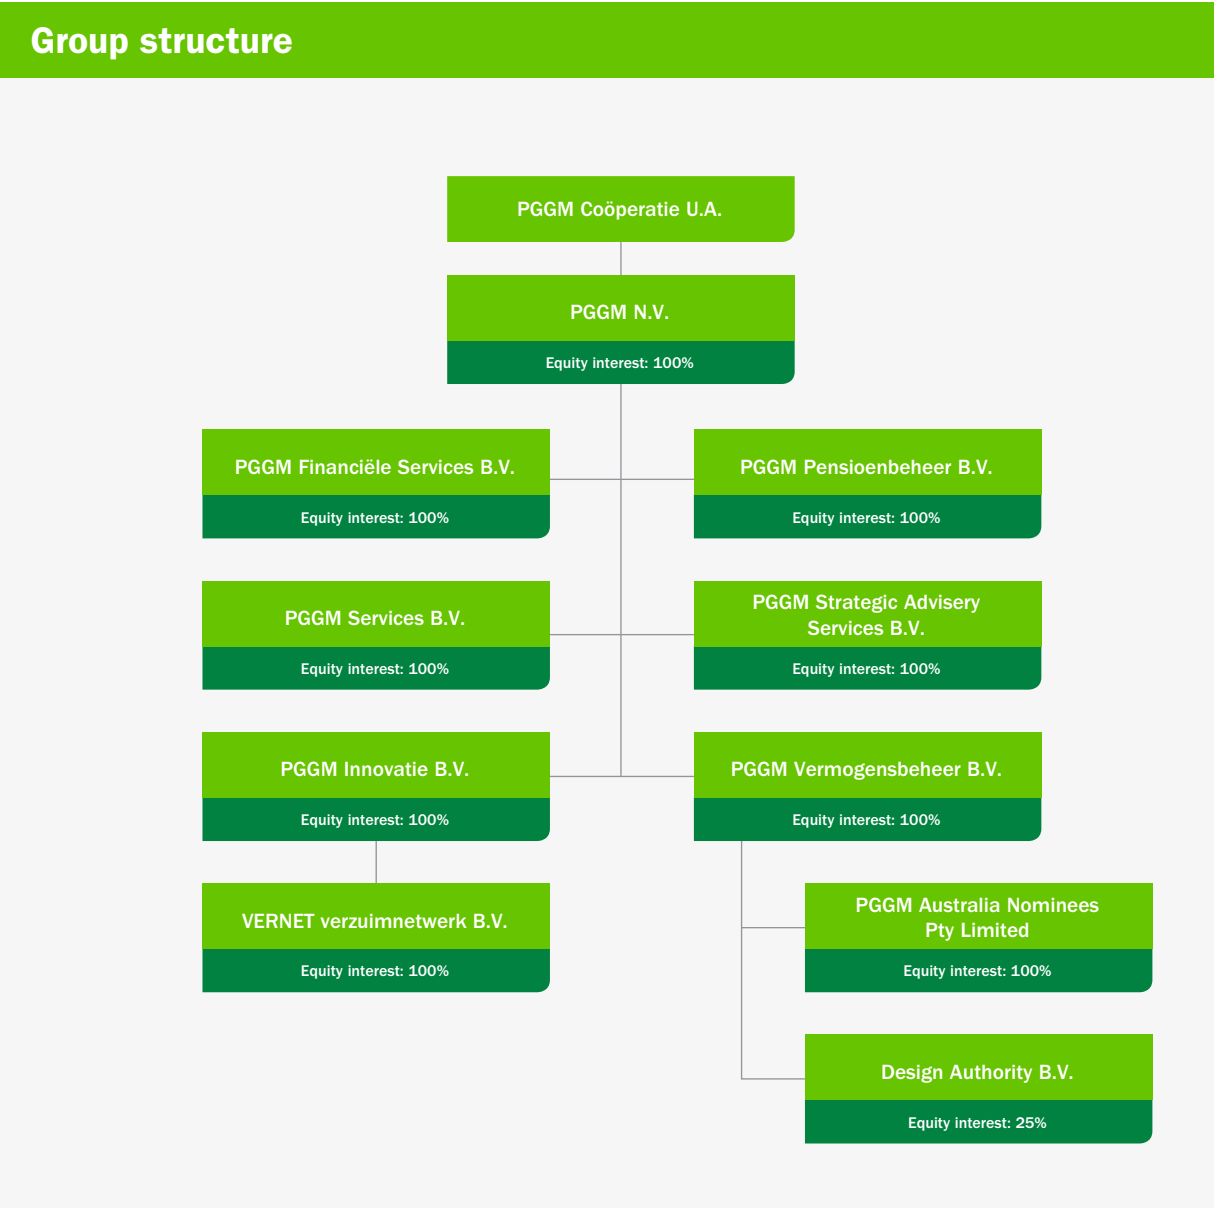 Group structure
PGGM Coöperatie U.A.
PGGM N.V.
Equity interest: 100%
PGGM Financiële Services B.V.
Equity interest: 100%
PGGM Pensioenbeheer B.V.
Equity interest: 100%
PGGM Services B.V.
Equity interest: 100%
PGGM Strategic Advisery
Services B.V.
Equity interest: 100%
PGGM Innovatie B.V.
Equity interest: 100%
PGGM Vermogensbeheer B.V.
Equity interest: 100%
VERNET verzuimnetwerk B.V.
Equity interest: 100%
PGGM Australia Nominees
Pty Limited
Equity interest: 100%
Design Authority B.V.
Equity interest: 25%